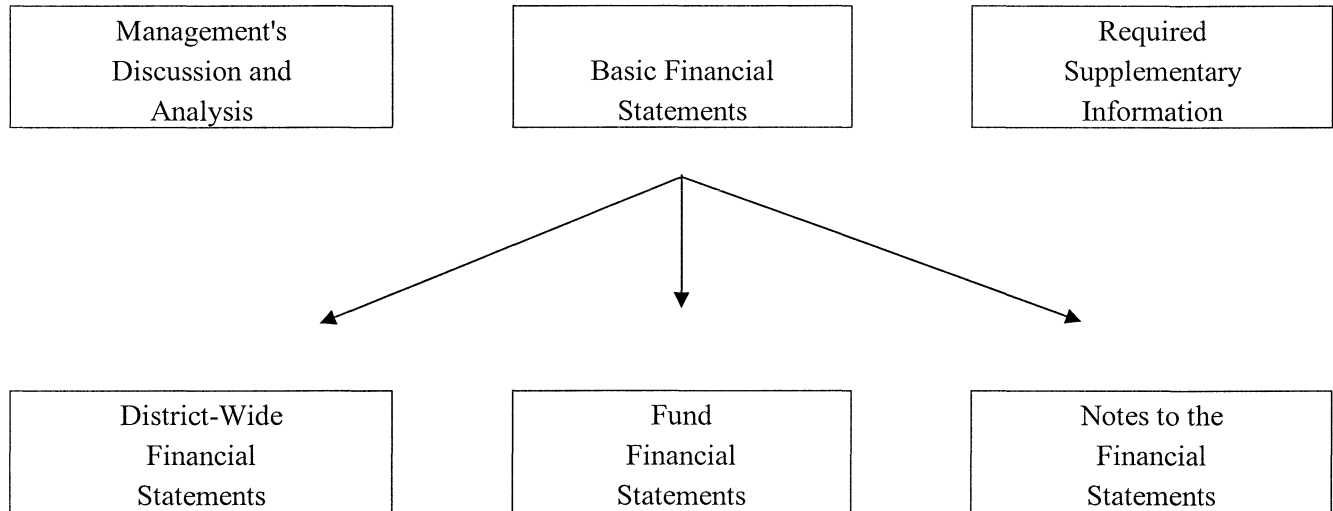 Management's
Discussion and
Analysis
Basic Financial
Statements
Required
Supplementary
Information
District-Wide
Financial
Statements
Fund
Financial
Statements
Notes to the
Financial
Statements